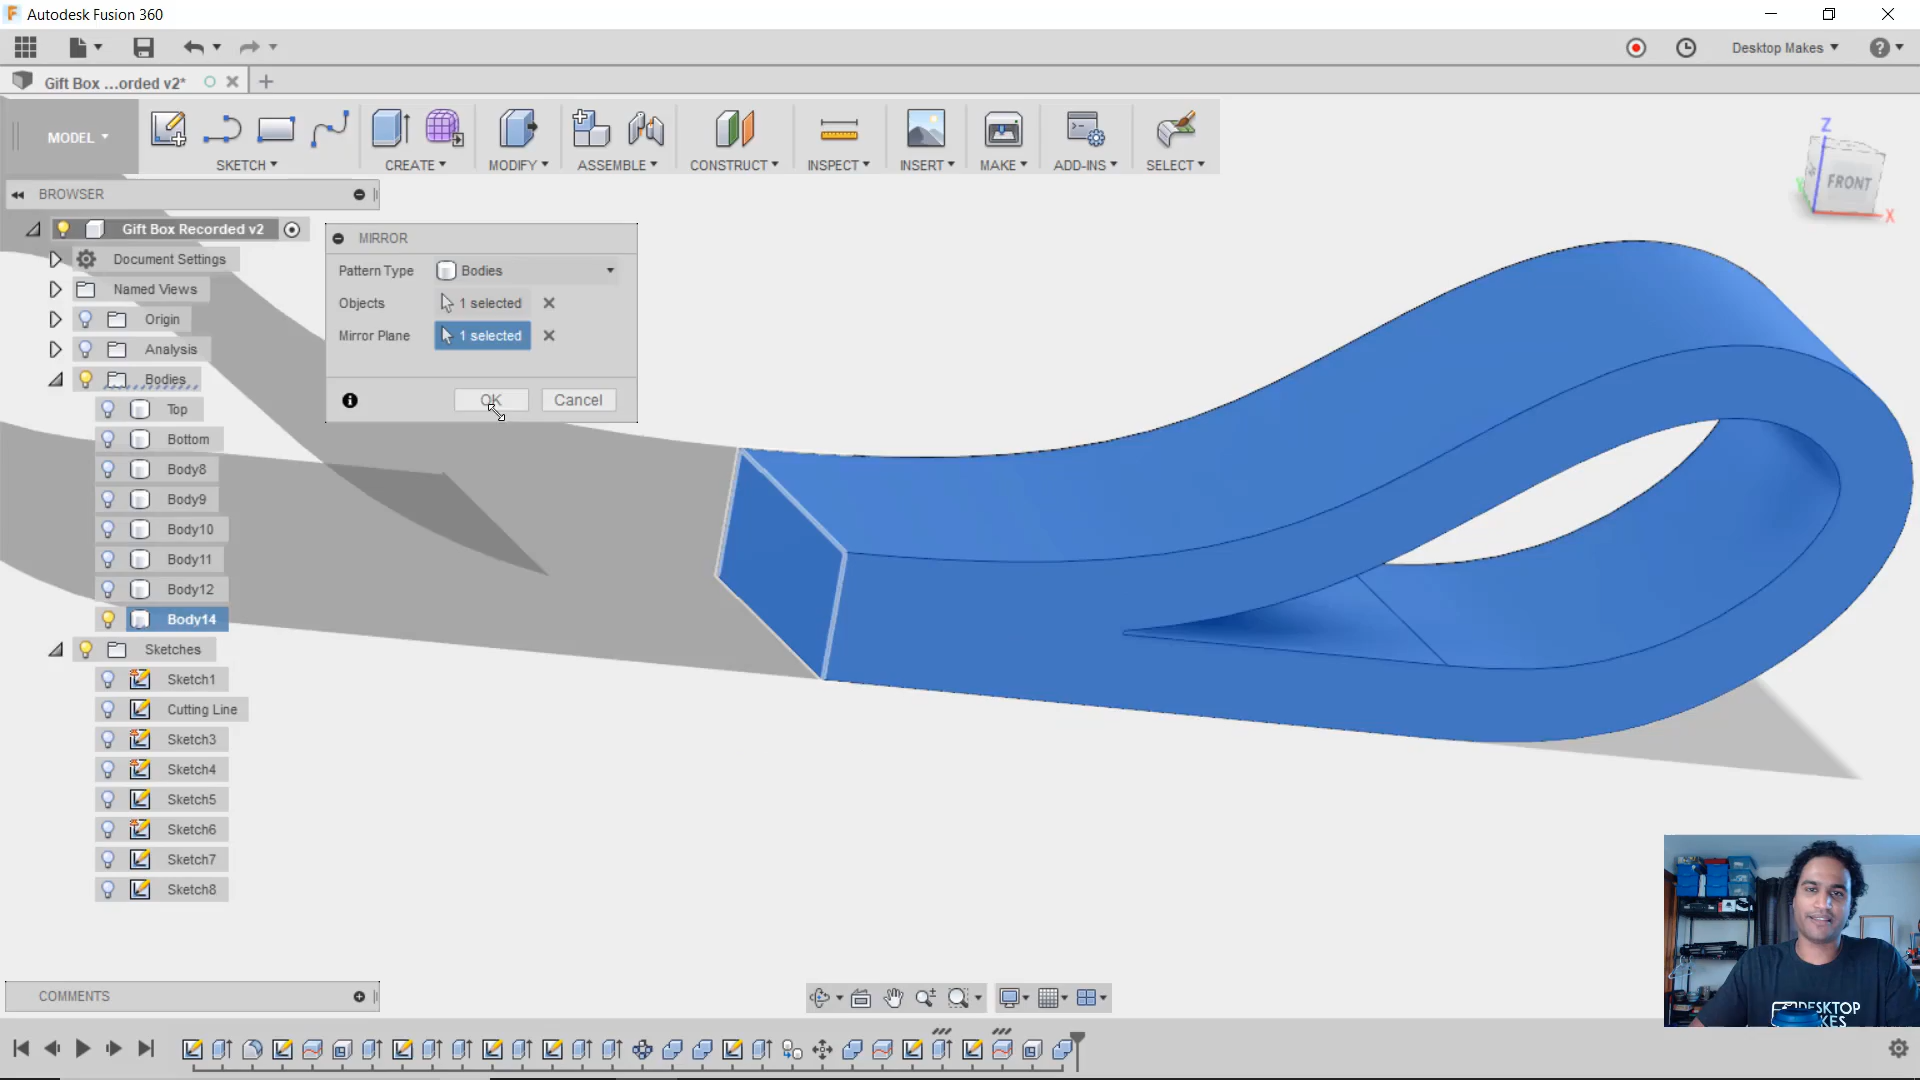 Autodesk Fusion 360
Desktop Makes
Gift Box ...orded v2*
MODEL
SKETCH
CREATE
MODIFY
ASSEMBLE
CONSTRUCT
INSPECT
INSERT
MAKE
ADD-INS
SELECT
Z
FRONT
X
BROWSER
Gift Box Recorded v2
Document Settings
Named Views
Origin
Analysis
Bodies
Top
Bottom
Body8
Body9
Body10
Body11
Body12
Body14
Sketches
Sketch1
Cutting Line
Sketch3
Sketch4
Sketch5
Sketch6
Sketch7
Sketch8
MIRROR
Pattern Type Bodies
Objects 1 selected
Mirror Plane 1 selected
OK Cancel
COMMENTS
DESKTOP